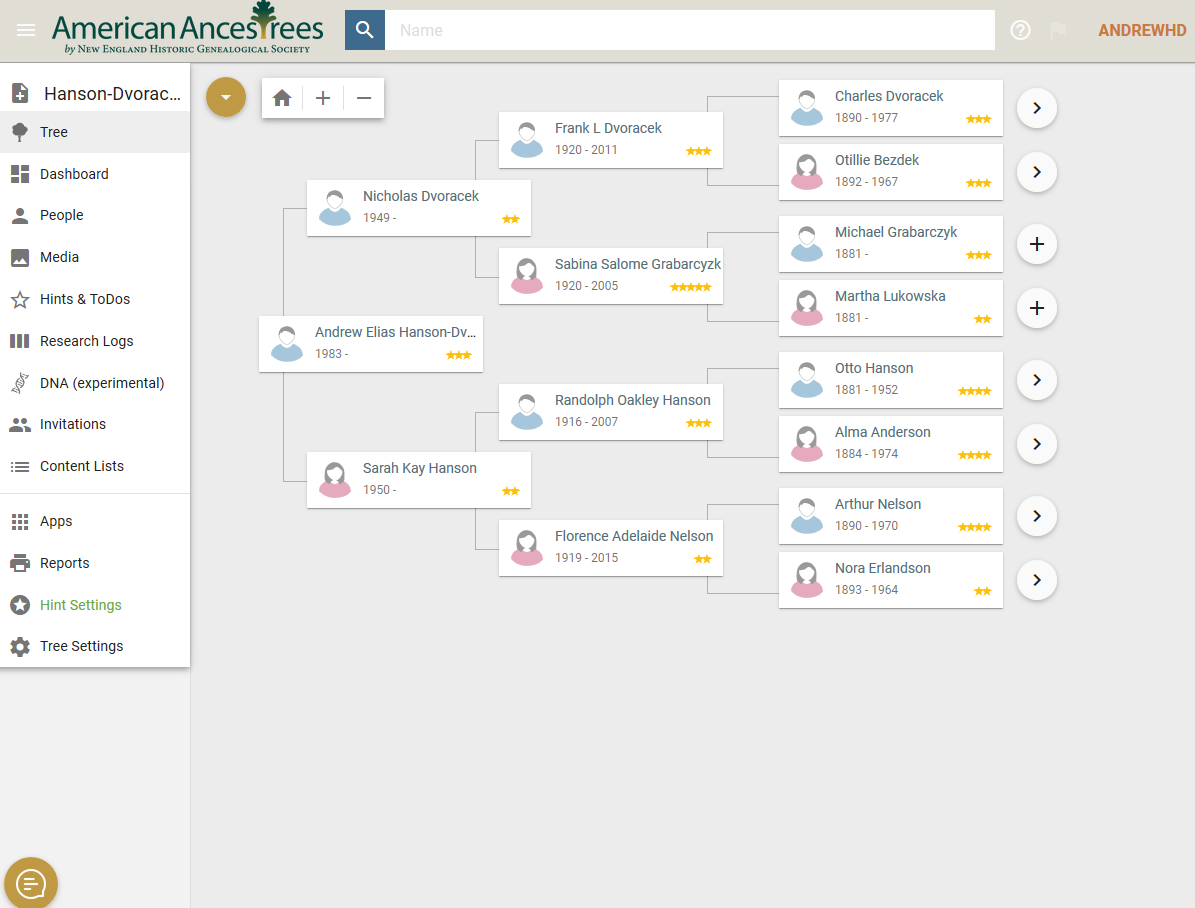 American AncesTrees
by NEW ENGLAND HISTORIC GENEALOGICAL SOCIETY
Name
ANDREWHD
Hanson-Dvorac...
Tree
Dashboard
People
Media
Hints & ToDos
Research Logs
DNA (experimental)
Invitations
Content Lists
Apps
Reports
Hint Settings
Tree Settings
Andrew Elias Hanson-Dv...
1983 -
Nicholas Dvoracek
1949 -
Sarah Kay Hanson
1950 -
Frank L Dvoracek
1920 - 2011
Sabina Salome Grabarcyzk
1920 - 2005
Randolph Oakley Hanson
1916 - 2007
Florence Adelaide Nelson
1919 - 2015
Charles Dvoracek
1890 - 1977
Otillie Bezdek
1892 - 1967
Michael Grabarczyk
1881 -
Martha Lukowska
1881 -
Otto Hanson
1881 - 1952
Alma Anderson
1884 - 1974
Arthur Nelson
1890 - 1970
Nora Erlandson
1893 - 1964